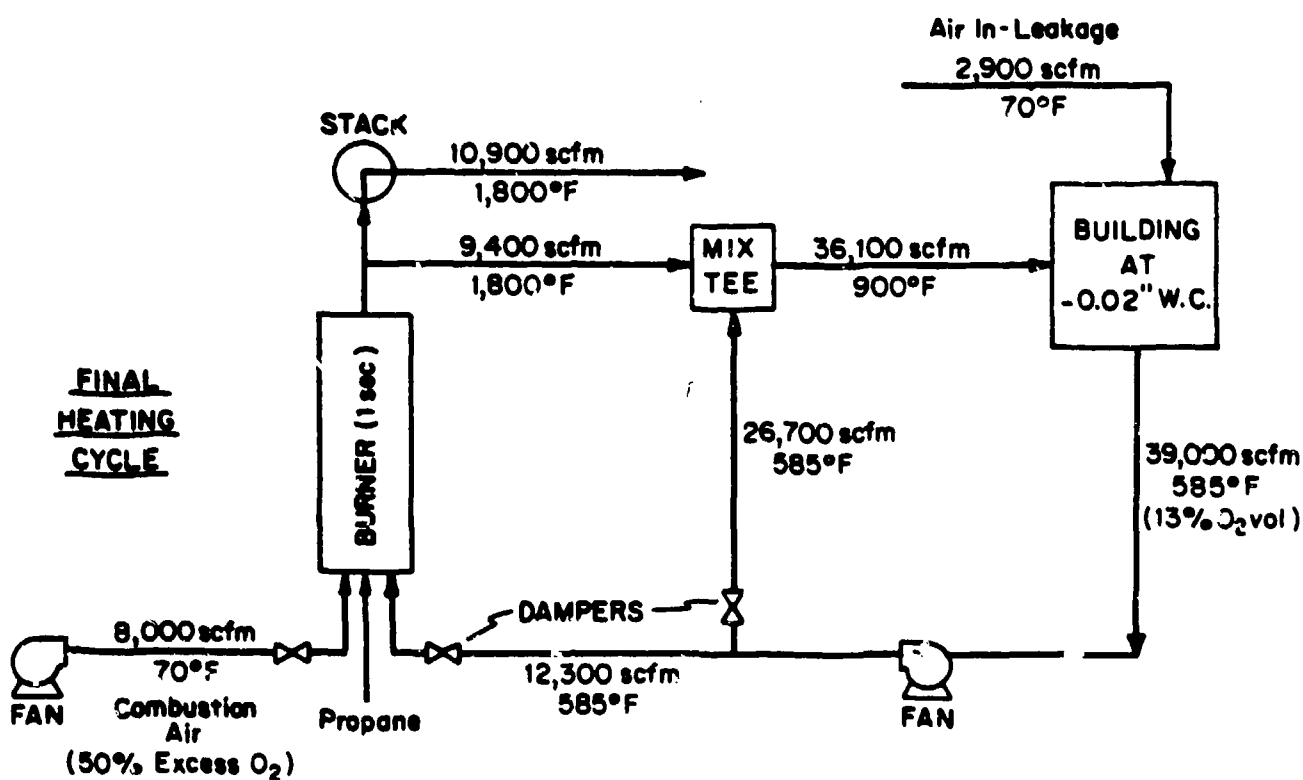 Air In-Leakage
2,900 scfm
70°F
STACK
10,900 scfm
1,800°F
9,400 scfm
1,800°F
MIX
TEE
36,100 scfm
900°F
BUILDING
AT
-0.02" W.C.
FINAL
HEATING
CYCLE
BURNER (1 sec)
26,700 scfm
585°F
39,000 scfm
585°F
(13% O₂ vol)
DAMPERS
8,000 scfm
70°F
FAN
Combustion
Air
(50% Excess O₂)
Propane
12,300 scfm
585°F
FAN